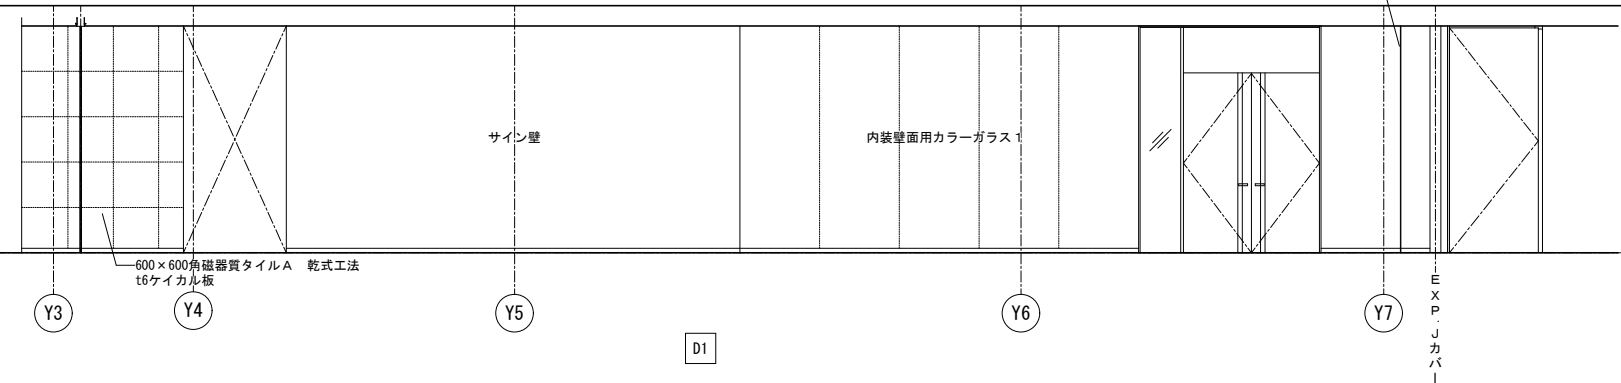 サイン壁
内装壁面用カラーガラス1
600×600角磁器質タイルA　乾式工法
t6ケイカル板
Y3
Y4
Y5
Y6
Y7
EXP.Jカバー
D1